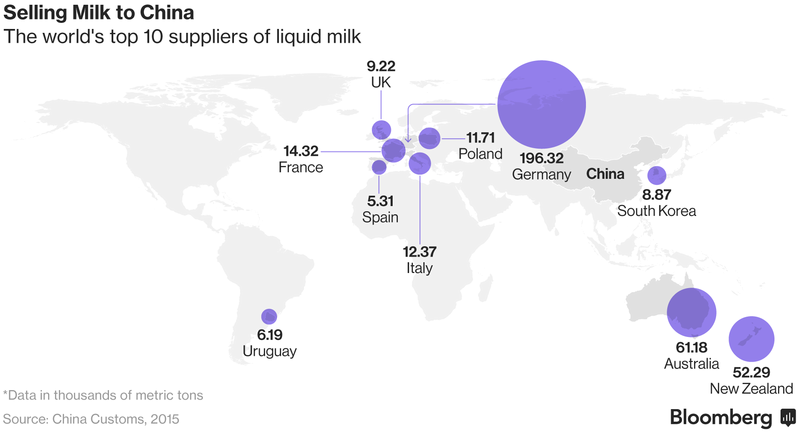 Selling Milk to China
The world's top 10 suppliers of liquid milk
9.22
UK
14.32
France
11.71
Poland
196.32
Germany
China
8.87
South Korea
5.31
Spain
12.37
Italy
6.19
Uruguay
61.18
Australia
52.29
New Zealand
*Data in thousands of metric tons
Source: China Customs, 2015
Bloomberg